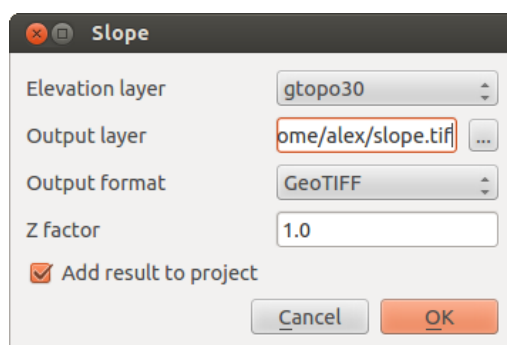 Slope
Elevation layer gtopo30
Output layer ome/alex/slope.tif ...
Output format GeoTIFF
Z factor 1.0
Add result to project
Cancel OK